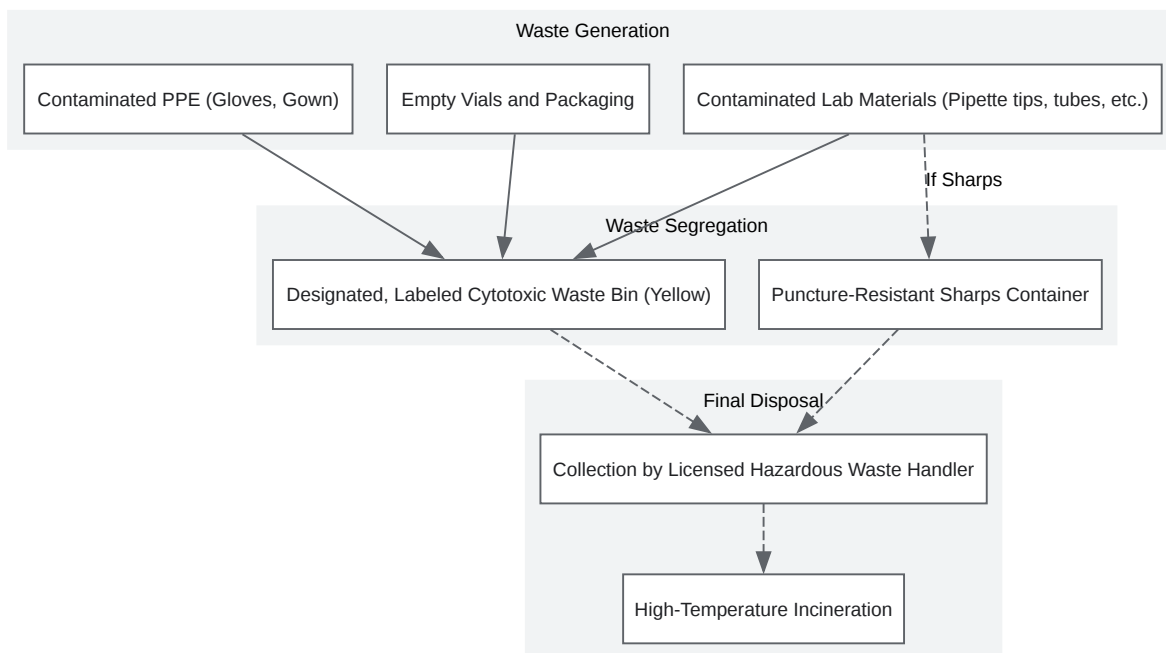 Waste Generation
Contaminated PPE (Gloves, Gown)
Empty Vials and Packaging
Contaminated Lab Materials (Pipette tips, tubes, etc.)
If Sharps
Waste Segregation
Designated, Labeled Cytotoxic Waste Bin (Yellow)
Puncture-Resistant Sharps Container
Final Disposal
Collection by Licensed Hazardous Waste Handler
High-Temperature Incineration